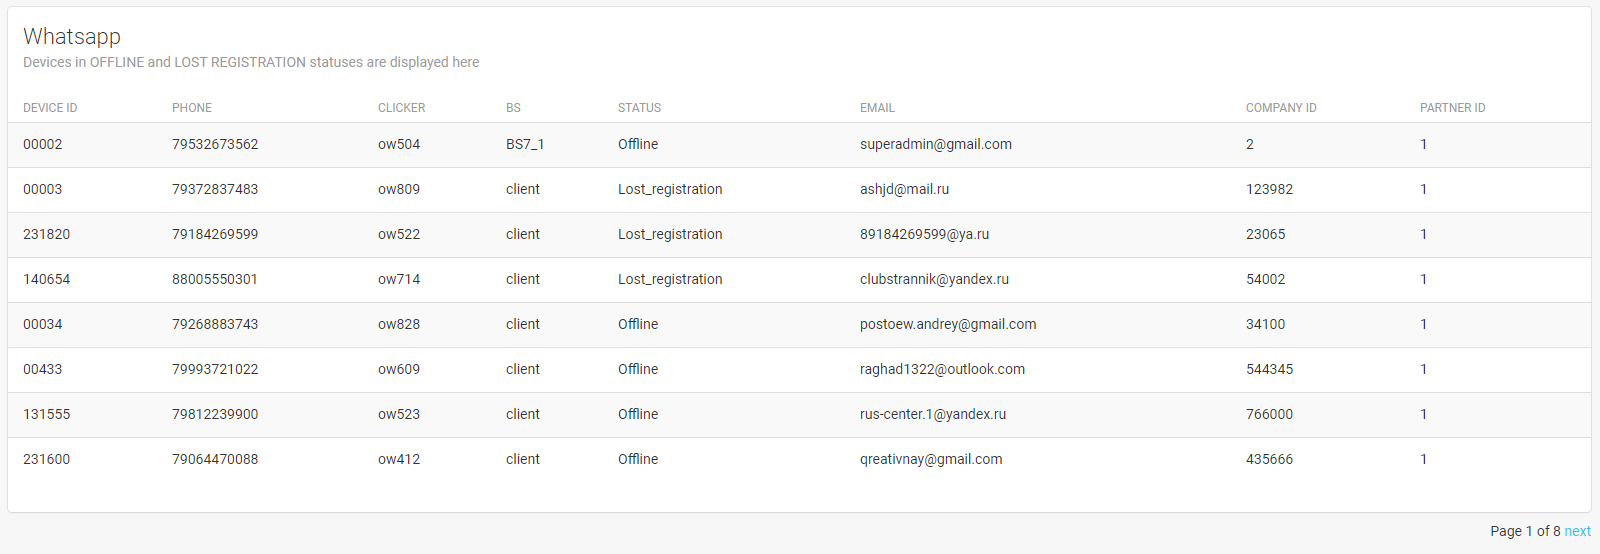 Whatsapp
Devices in OFFLINE and LOST REGISTRATION statuses are displayed here
DEVICE ID PHONE CLICKER BS STATUS EMAIL COMPANY ID PARTNER ID
00002 79532673562 ow504 BS7_1 Offline superadmin@gmail.com 2 1
00003 79372837483 ow809 client Lost_registration ashjd@mail.ru 123982 1
231820 79184269599 ow522 client Lost_registration 89184269599@ya.ru 23065 1
140654 88005550301 ow714 client Lost_registration clubstrannik@yandex.ru 54002 1
00034 79268883743 ow828 client Offline postoew.andrey@gmail.com 34100 1
00433 79993721022 ow609 client Offline raghad1322@outlook.com 544345 1
131555 79812239900 ow523 client Offline rus-center.1@yandex.ru 766000 1
231600 79064470088 ow412 client Offline qreativnay@gmail.com 435666 1
Page 1 of 8 next